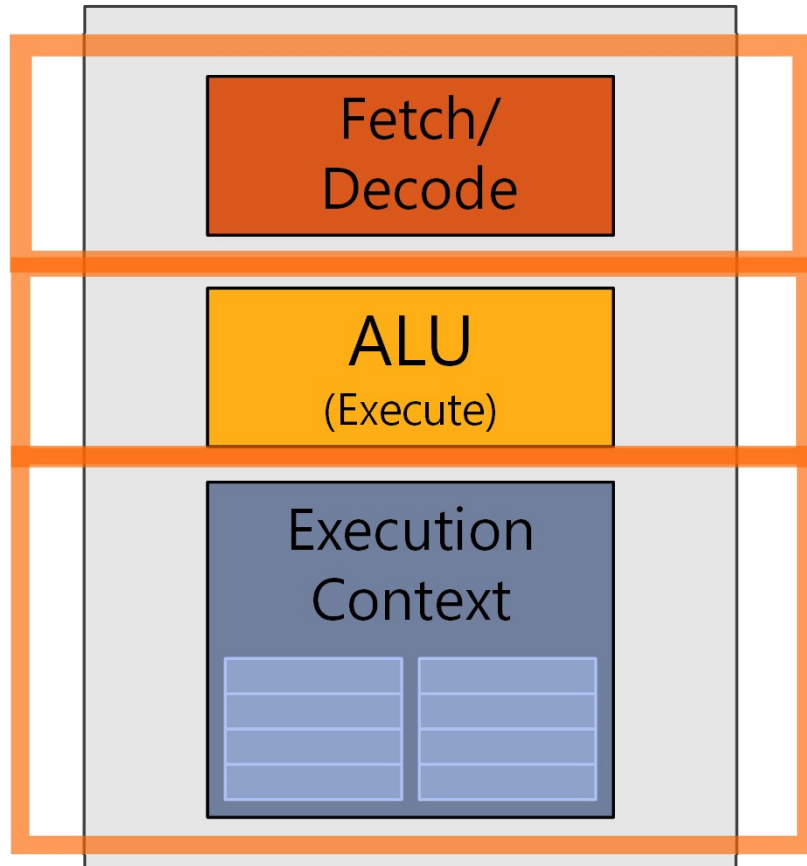 Fetch/
Decode
ALU
(Execute)
Execution
Context